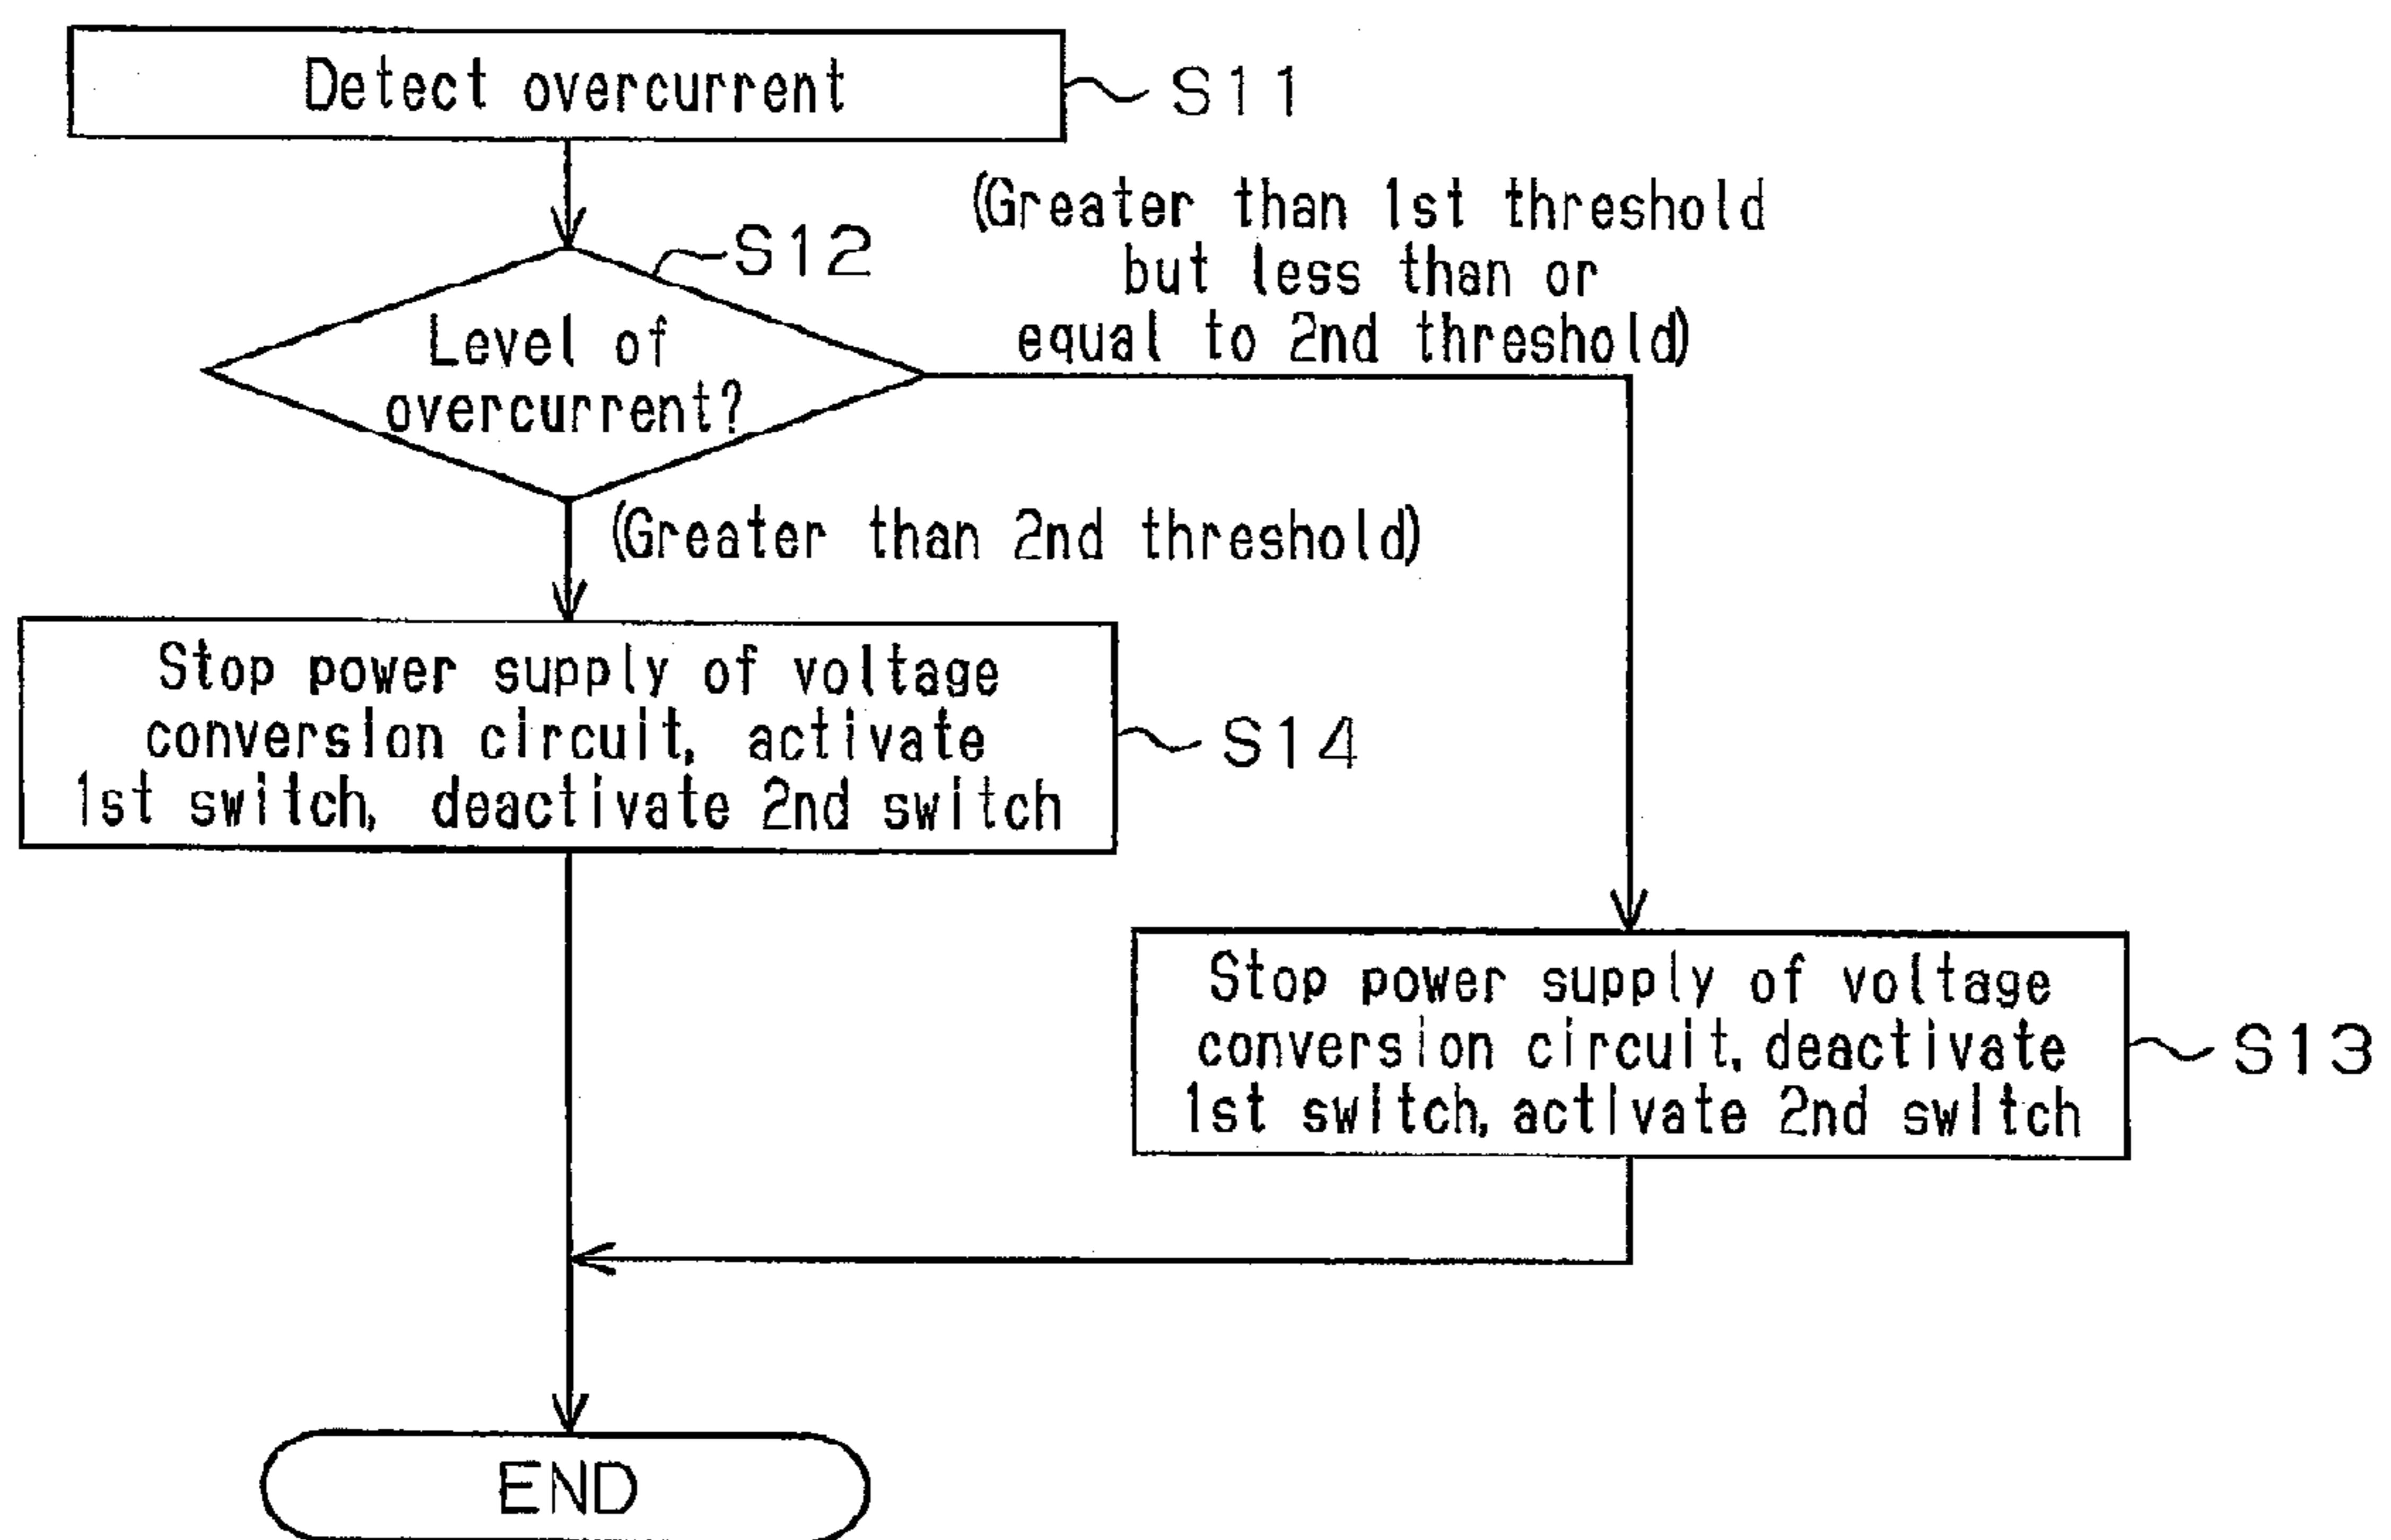 Detect overcurrent
S11
S12
(Greater than 1st threshold
but less than or
equal to 2nd threshold)
Level of
overcurrent?
(Greater than 2nd threshold)
Stop power supply of voltage
conversion circuit, activate
1st switch, deactivate 2nd switch
S14
Stop power supply of voltage
conversion circuit, deactivate
1st switch, activate 2nd switch
S13
END